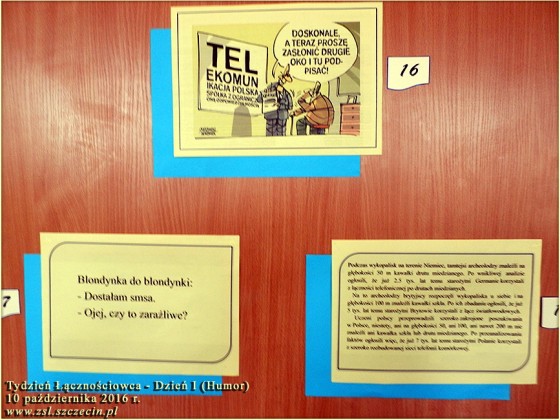 DOSKONALE,
A TERAZ PROSZĘ
ZASŁONIĆ DRUGIE
OKO I TU POD-
PISAĆ!
TEL
EKOMUN
IKACJA POLSKA
SPÓŁKA Z OGRANICZ
16
Blondynka do blondynki:
- Dostałam smsa.
- Ojej, czy to zaraźliwe?
7
Podczas wykopalisk na terenie Niemiec, tamtejsi archeolodzy znaleźli na
głębokości 50 m kawałki drutu miedzianego. Po wnikliwej analizie
ogłosili, że już 2.5 tys. lat temu starożytni Germanie korzystali
z łączności telefonicznej po drutach miedzianych.
Na to archeolodzy brytyjscy rozpoczęli wykopaliska u siebie i na
głębokości 100 m znaleźli kawałki szkła. Po ich zbadaniu ogłosili, że już
5 tys. lat temu starożytni Brytowie korzystali z łącz światłowodowych.
Uczeni polscy przeprowadzili szeroko zakrojone poszukiwania
w Polsce, niestety, ani na głębokości 50, ani 100, ani nawet 200 m nie
znaleźli ani kawałka szkła lub drutu miedzianego. Po przeanalizowaniu
faktów ogłosili więc, że już 7 tys. lat temu starożytni Polanie korzystali
z szeroko rozbudowanej sieci telefonii komórkowej.
Tydzień Łącznościowca - Dzień I (Humor)
10 października 2016 r.
www.zsl.szczecin.pl